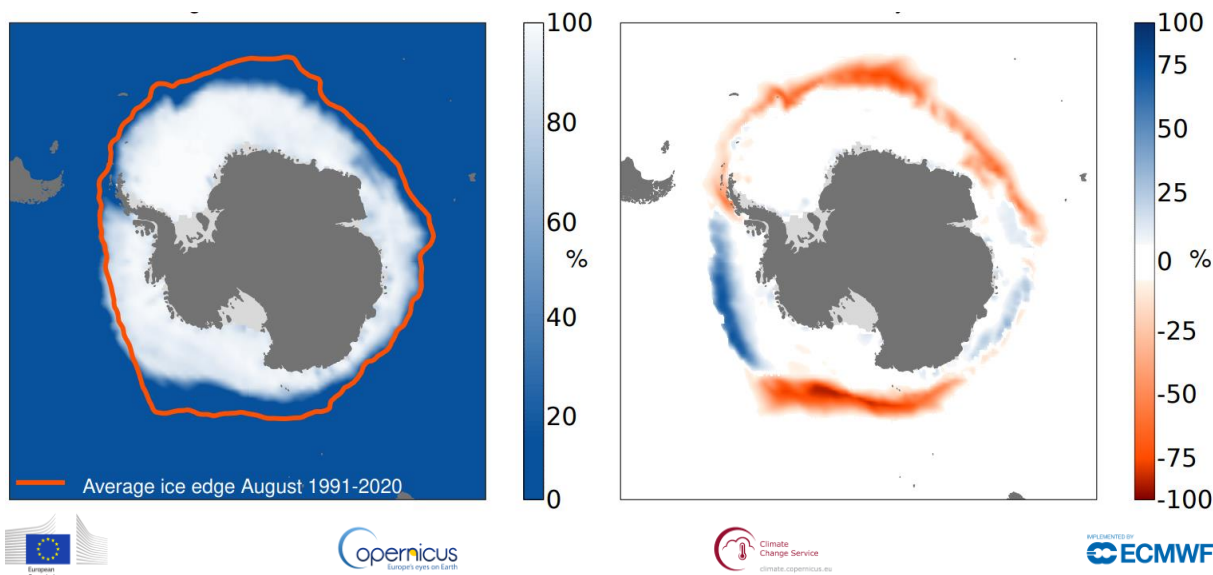 100
80
60
%
40
20
0
Average ice edge August 1991-2020
100
75
50
25
0
%
-25
-50
-75
-100
European
opernicus
Europe's eyes on Earth
Climate
Change Service
climate.copernicus.eu
IMPLEMENTED BY
ECMWF